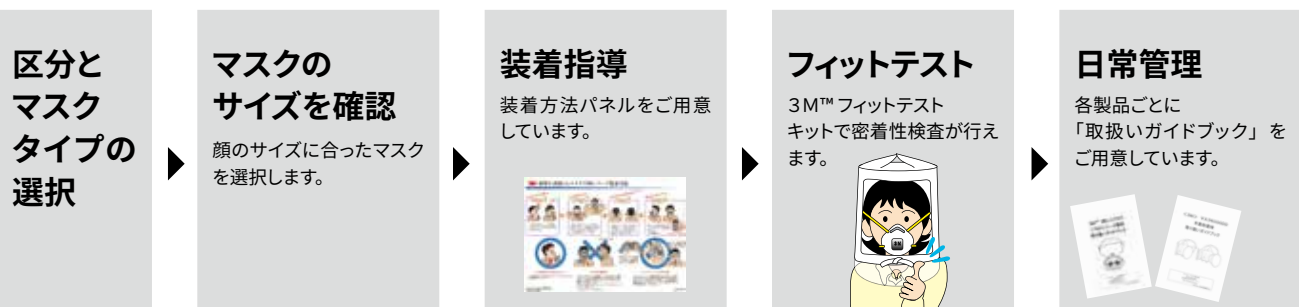 区分と
マスク
タイプの
選択
マスクの
サイズを確認
顔のサイズに合ったマスク
を選択します。
装着指導
装着方法パネルをご用意
しています。
フィットテスト
3M™ フィットテスト
キットで密着性検査が行え
ます。
日常管理
各製品ごとに
「取扱いガイドブック」を
ご用意しています。